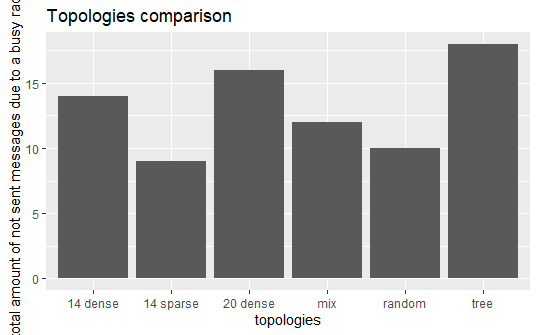 Topologies comparison
total amount of not sent messages due to a busy
15
10
5
0
14 dense
14 sparse
20 dense
mix
random
tree
topologies